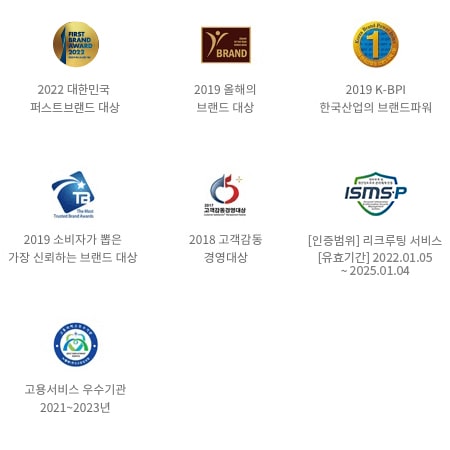 FIRST
BRAND
AWARD
2022
BRAND
1
2022 대한민국
퍼스트브랜드 대상
2019 올해의
브랜드 대상
2019 K-BPI
한국산업의 브랜드파워
The Most
Trusted Brand Awards
2017
고객감동경영대상
ISMS-P
2019 소비자가 뽑은
가장 신뢰하는 브랜드 대상
2018 고객감동
경영대상
[인증범위] 리크루팅 서비스
[유효기간] 2022.01.05
~ 2025.01.04
고용서비스 우수기관
2021~2023년